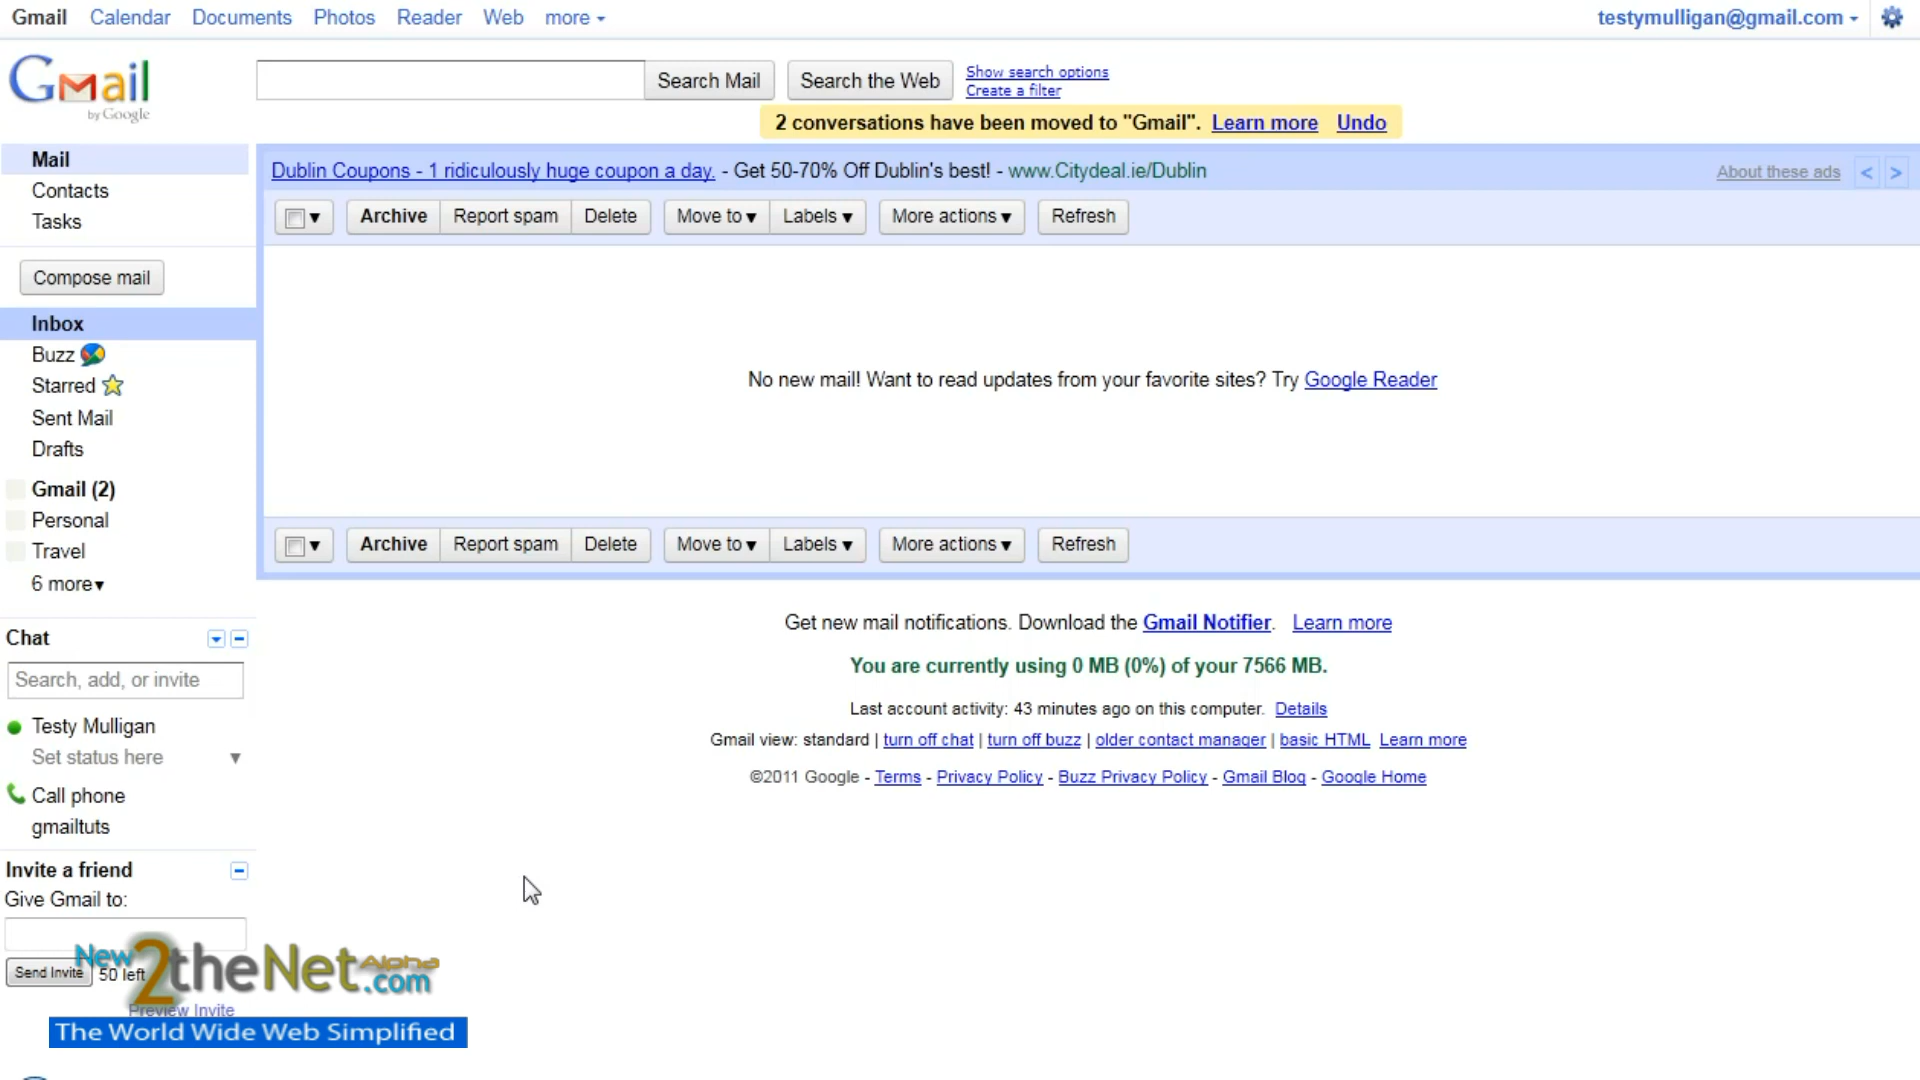 Gmail Calendar Documents Photos Reader Web more
testymulligan@gmail.com
Gmail
by Google
Search Mail
Search the Web
Show search options
Create a filter
2 conversations have been moved to "Gmail". Learn more Undo
Mail
Contacts
Tasks
Compose mail
Inbox
Buzz
Starred
Sent Mail
Drafts
Gmail (2)
Personal
Travel
6 more
Chat
Search, add, or invite
Testy Mulligan
Set status here
Call phone
gmailtuts
Invite a friend
Give Gmail to:
Send Invite 50 left
Preview Invite
Dublin Coupons - 1 ridiculously huge coupon a day. - Get 50-70% Off Dublin's best! - www.Citydeal.ie/Dublin
About these ads < >
Archive Report spam Delete Move to Labels More actions Refresh
No new mail! Want to read updates from your favorite sites? Try Google Reader
Archive Report spam Delete Move to Labels More actions Refresh
Get new mail notifications. Download the Gmail Notifier. Learn more
You are currently using 0 MB (0%) of your 7566 MB.
Last account activity: 43 minutes ago on this computer. Details
Gmail view: standard | turn off chat | turn off buzz | older contact manager | basic HTML Learn more
©2011 Google - Terms - Privacy Policy - Buzz Privacy Policy - Gmail Blog - Google Home
New2theNet.com Alpha
The World Wide Web Simplified